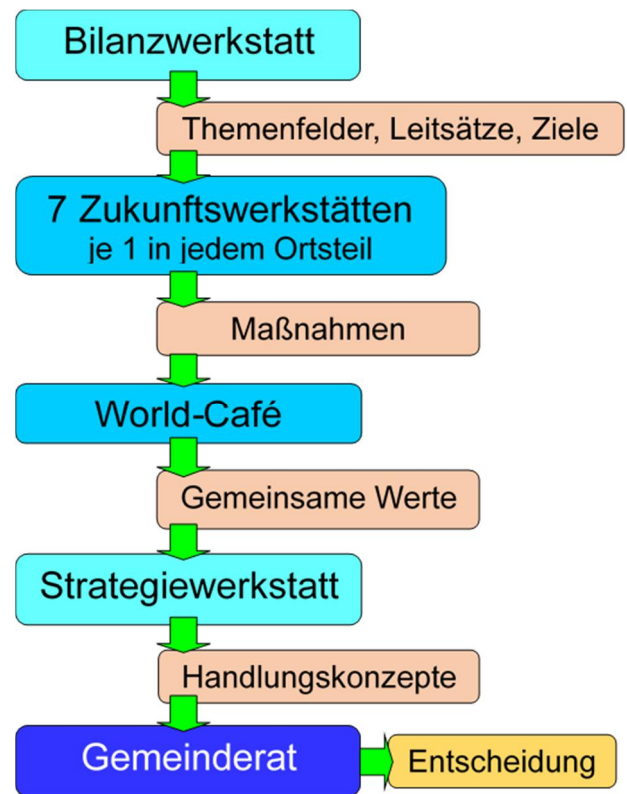 Bilanzwerkstatt
Themenfelder, Leitsätze, Ziele
7 Zukunftswerkstätten
je 1 in jedem Ortsteil
Maßnahmen
World-Café
Gemeinsame Werte
Strategiewerkstatt
Handlungskonzepte
Gemeinderat
Entscheidung